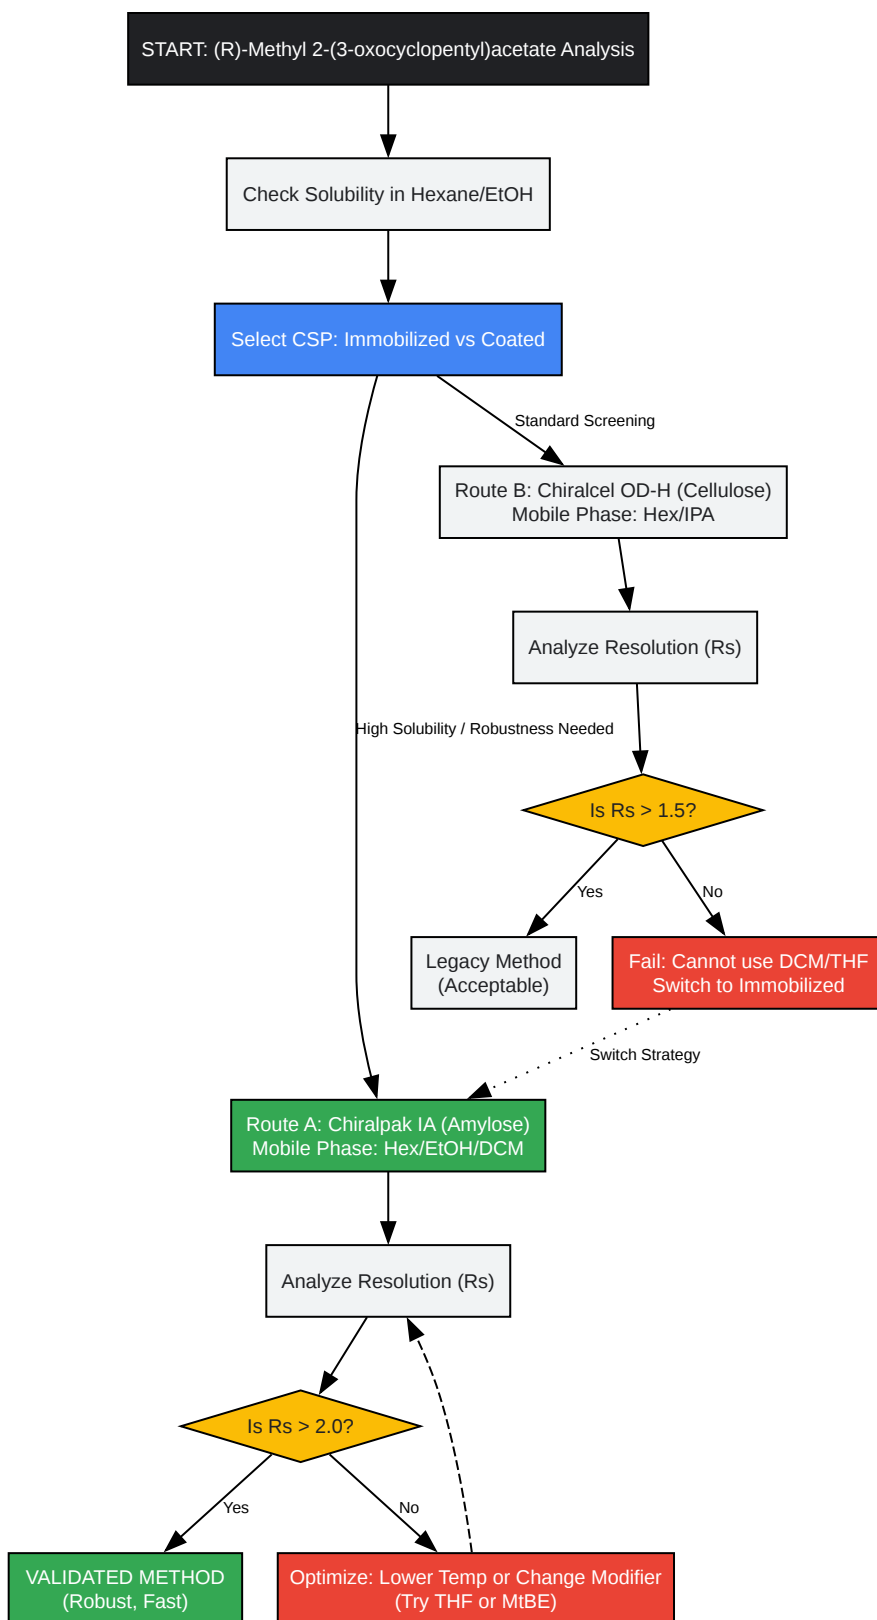 START: (R)-Methyl 2-(3-oxocyclopentyl)acetate Analysis
Check Solubility in Hexane/EtOH
Select CSP: Immobilized vs Coated
Standard Screening
Route B: Chiralcel OD-H (Cellulose)
Mobile Phase: Hex/IPA
Analyze Resolution (Rs)
High Solubility / Robustness Needed
Is Rs > 1.5?
Yes
No
Legacy Method
(Acceptable)
Fail: Cannot use DCM/THF
Switch to Immobilized
Switch Strategy
Route A: Chiralpak IA (Amylose)
Mobile Phase: Hex/EtOH/DCM
Analyze Resolution (Rs)
Is Rs > 2.0?
Yes
No
VALIDATED METHOD
(Robust, Fast)
Optimize: Lower Temp or Change Modifier
(Try THF or MtBE)